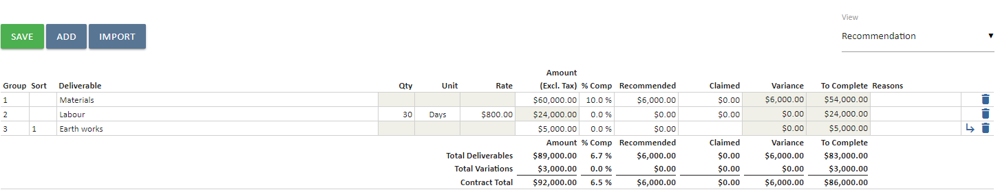 View
SAVE ADD IMPORT Recommendation
Amount
Group Sort Deliverable Qty Unit Rate (Excl. Tax) % Comp Recommended Claimed Variance To Complete Reasons
1 Materials $60,000.00 10.0 % $6,000.00 $0.00 $6,000.00 $54,000.00
2 Labour 30 Days $800.00 $24,000.00 0.0 % $0.00 $0.00 $0.00 $24,000.00
3 1 Earth works $5,000.00 0.0 % $0.00 $0.00 $5,000.00
Amount % Comp Recommended Claimed Variance To Complete
Total Deliverables $89,000.00 6.7 % $6,000.00 $0.00 $6,000.00 $83,000.00
Total Variations $3,000.00 0.0 % $0.00 $0.00 $0.00 $3,000.00
Contract Total $92,000.00 6.5 % $6,000.00 $0.00 $6,000.00 $86,000.00